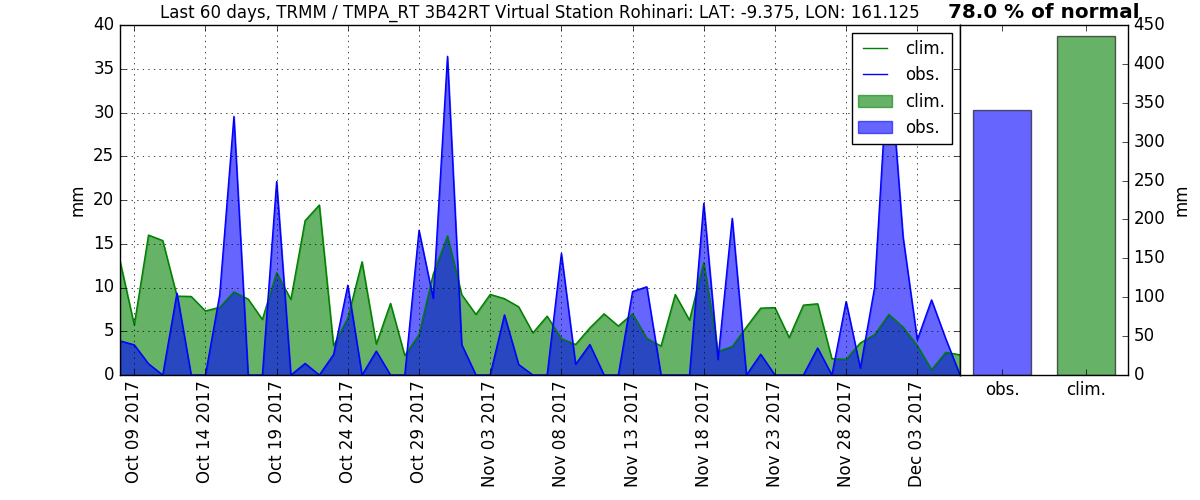 Last 60 days, TRMM / TMPA_RT 3B42RT Virtual Station Rohinari: LAT: -9.375, LON: 161.125
78.0 % of normal
40
35
30
25
20
15
10
5
0
mm
clim.
obs.
clim.
obs.
450
400
350
300
250
200
150
100
50
0
mm
Oct 09 2017
Oct 14 2017
Oct 19 2017
Oct 24 2017
Oct 29 2017
Nov 03 2017
Nov 08 2017
Nov 13 2017
Nov 18 2017
Nov 23 2017
Nov 28 2017
Dec 03 2017
obs.
clim.